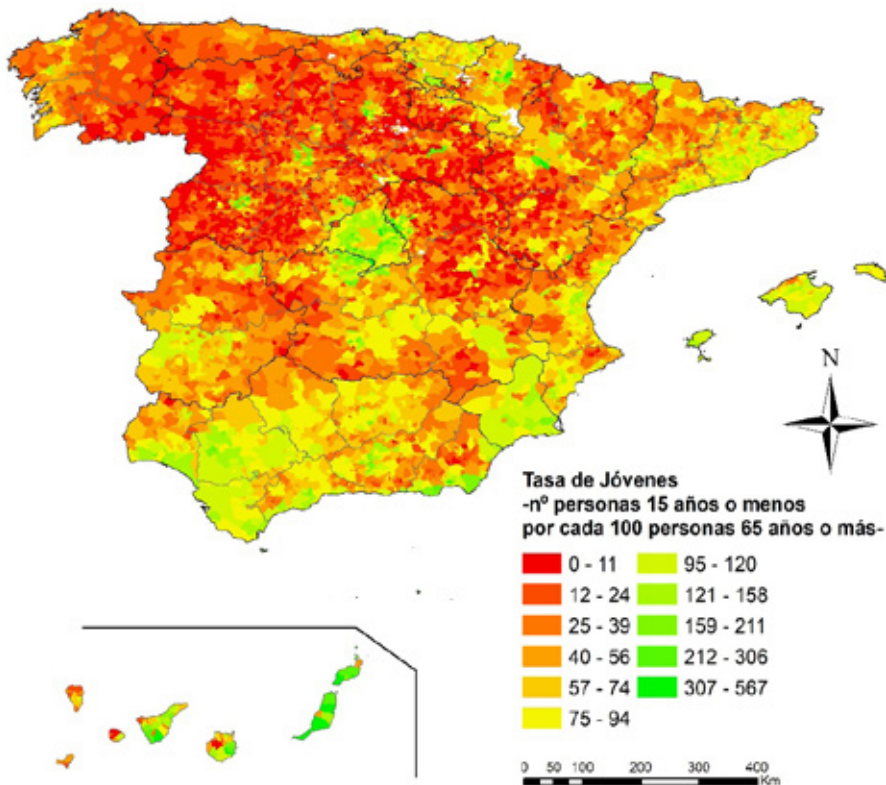 N
Tasa de Jóvenes
-nº personas 15 años o menos
por cada 100 personas 65 años o más-
0 - 11
12 - 24
25 - 39
40 - 56
57 - 74
75 - 94
95 - 120
121 - 158
159 - 211
212 - 306
307 - 567
0 50 100 200 300 400
Km